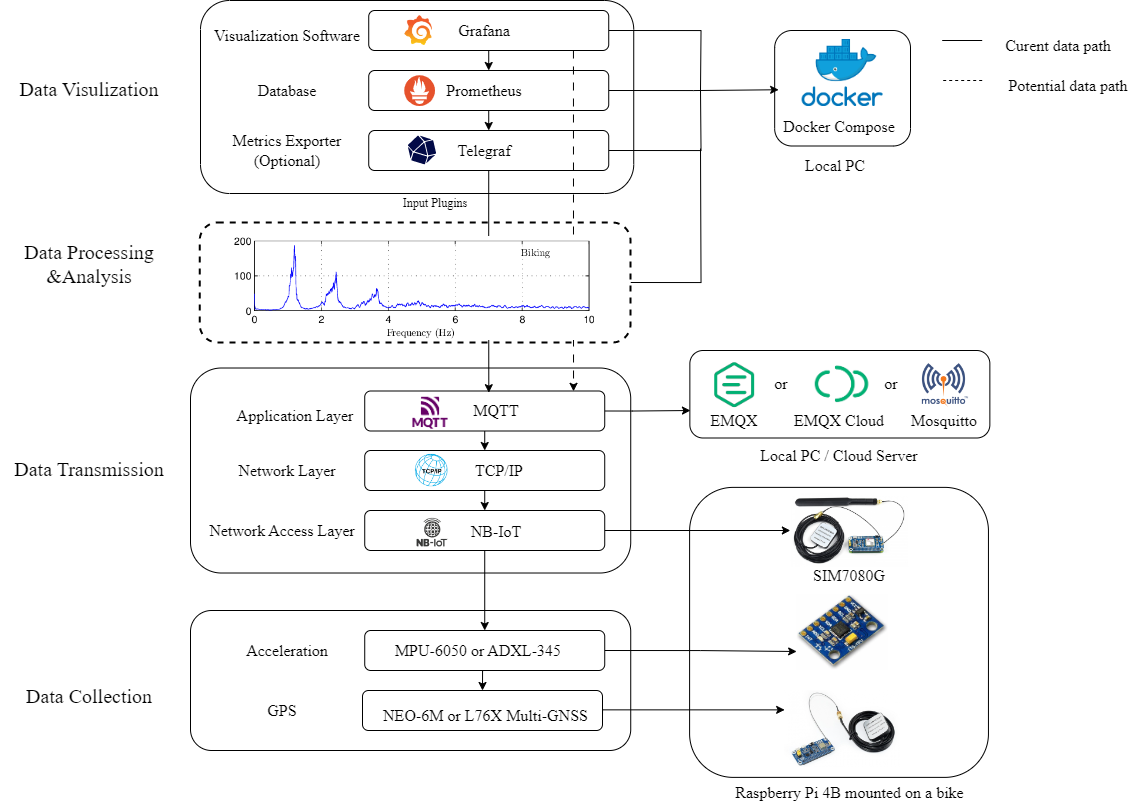 Visualization Software
Grafana
Data Visulization
Database
Prometheus
Metrics Exporter
(Optional)
Telegraf
docker
Docker Compose
Local PC
Curent data path
Potential data path
Input Plugins
Data Processing
&Analysis
200
100
0
Biking
0
2
4
6
8
10
Frequency (Hz)
Data Transmission
Application Layer
MQTT
MQTT
Network Layer
TCP/IP
TCP/IP
Network Access Layer
NB-IoT
NB-IoT
or
or
mosquitto
EMQX
EMQX Cloud
Mosquitto
Local PC / Cloud Server
SIM7080G
Data Collection
Acceleration
MPU-6050 or ADXL-345
GPS
NEO-6M or L76X Multi-GNSS
Raspberry Pi 4B mounted on a bike